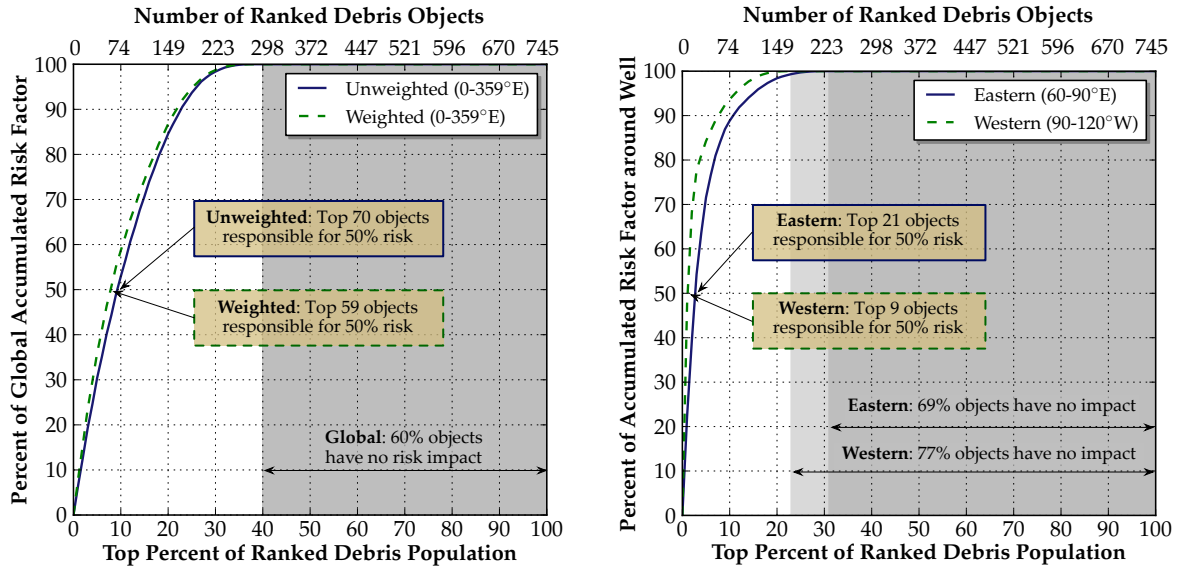 Number of Ranked Debris Objects
0 74 149 223 298 372 447 521 596 670 745
Percent of Global Accumulated Risk Factor
100
90
80
70
60
50
40
30
20
10
0
Unweighted (0-359°E)
Weighted (0-359°E)
Unweighted: Top 70 objects
responsible for 50% risk
Weighted: Top 59 objects
responsible for 50% risk
Global: 60% objects
have no risk impact
0 10 20 30 40 50 60 70 80 90 100
Top Percent of Ranked Debris Population
Number of Ranked Debris Objects
0 74 149 223 298 372 447 521 596 670 745
Percent of Accumulated Risk Factor around Well
100
90
80
70
60
50
40
30
20
10
0
Eastern (60-90°E)
Western (90-120°W)
Eastern: Top 21 objects
responsible for 50% risk
Western: Top 9 objects
responsible for 50% risk
Eastern: 69% objects have no impact
Western: 77% objects have no impact
0 10 20 30 40 50 60 70 80 90 100
Top Percent of Ranked Debris Population